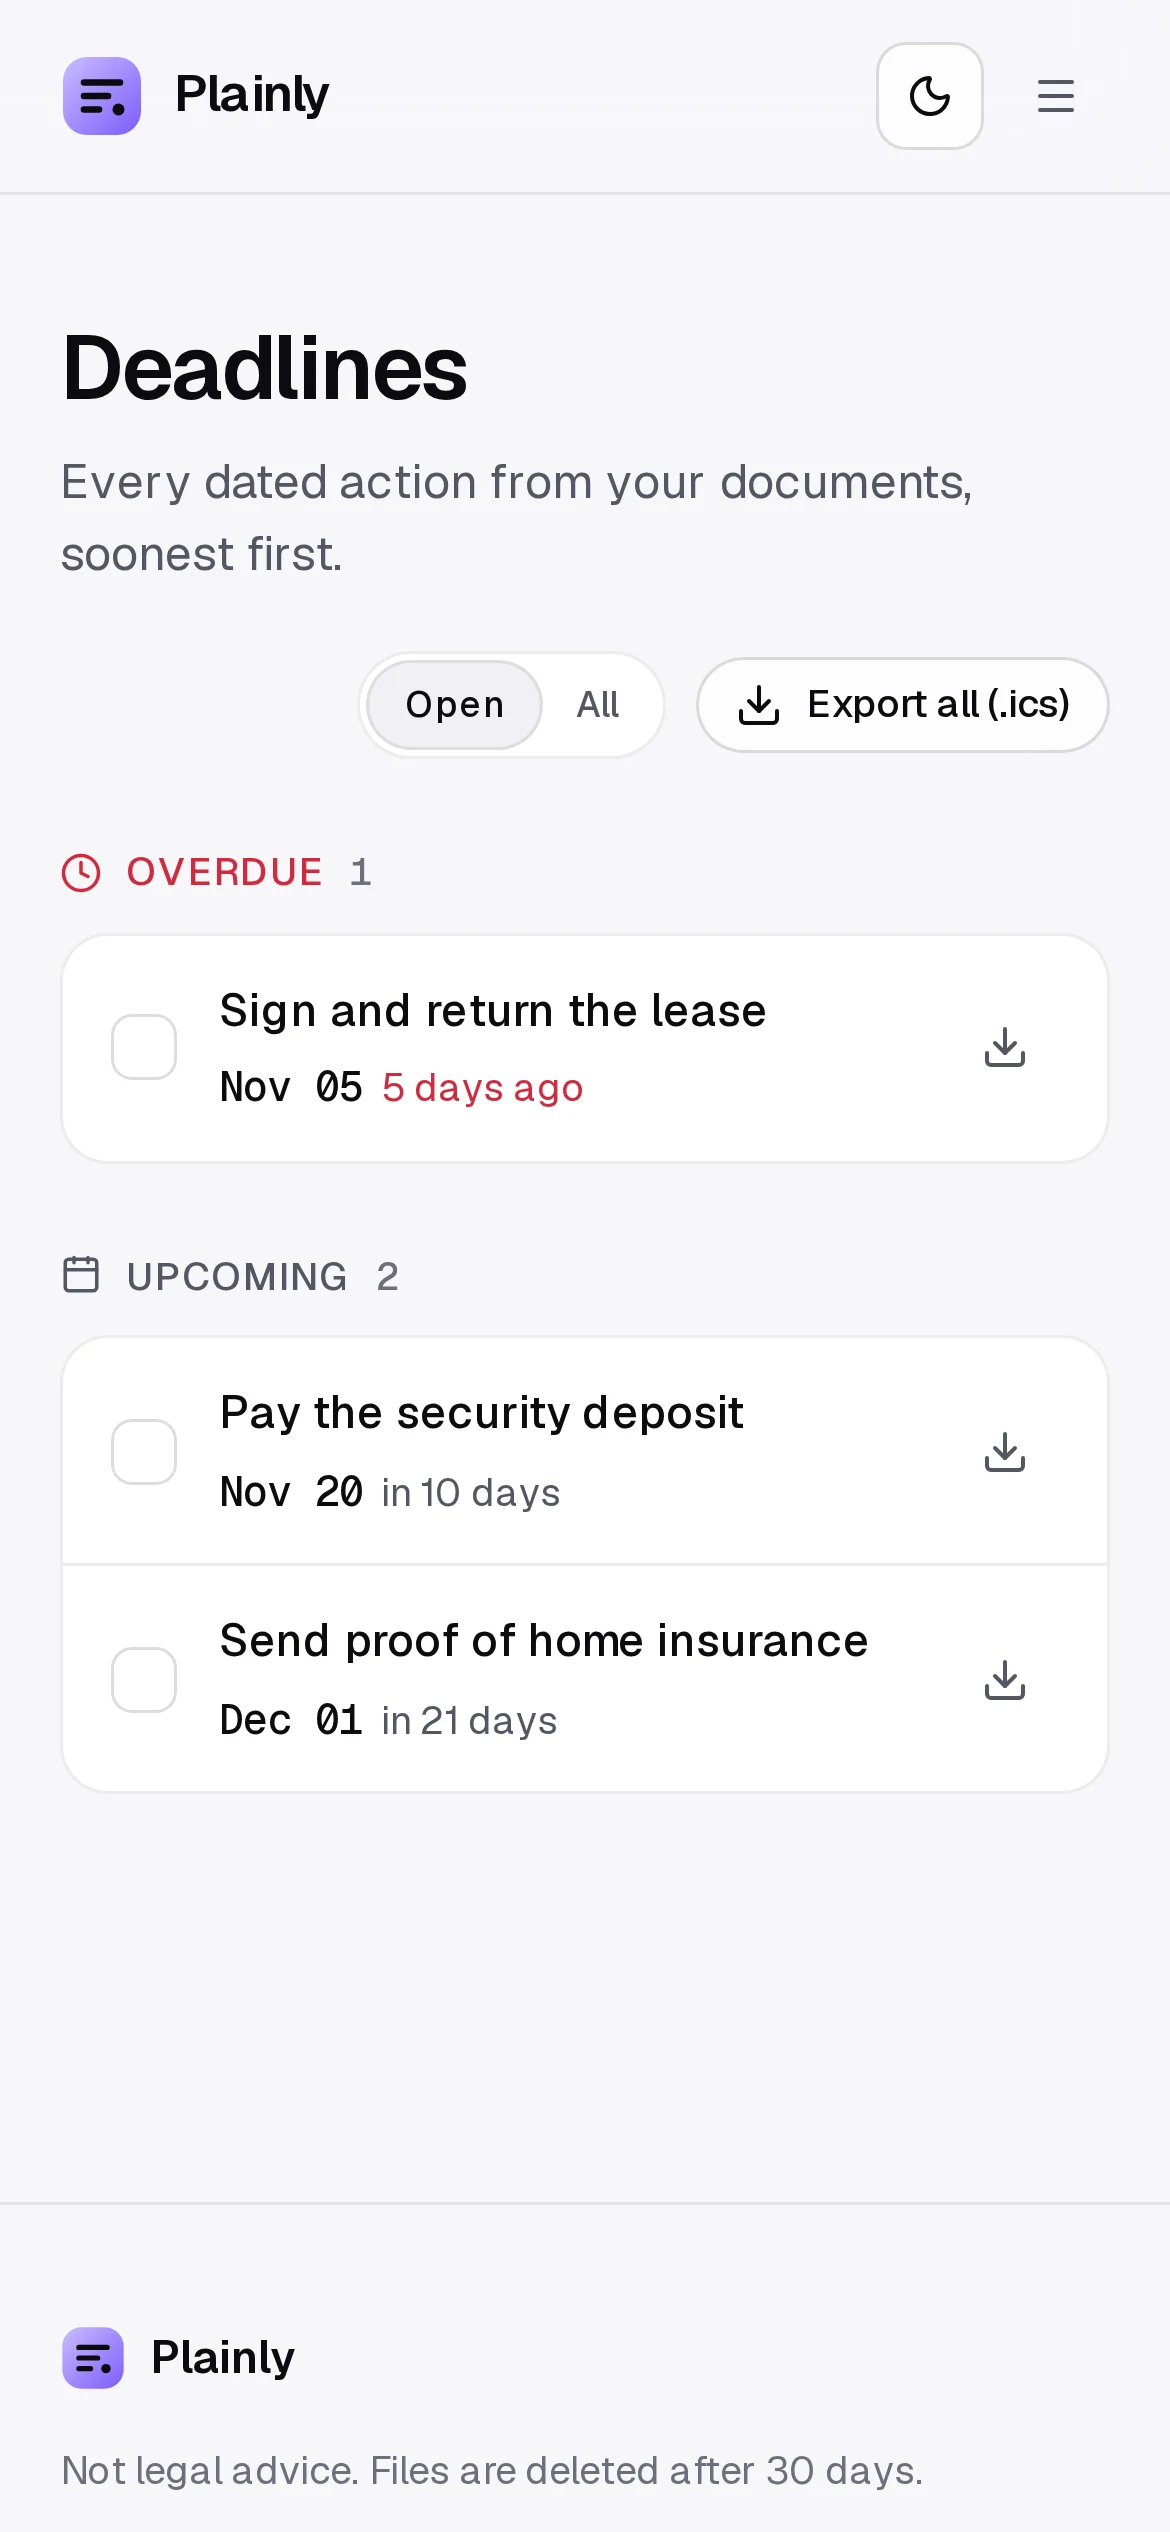 Plainly
Deadlines
Every dated action from your documents,
soonest first.
Open All Export all (.ics)
OVERDUE 1
Sign and return the lease
Nov 05 5 days ago
UPCOMING 2
Pay the security deposit
Nov 20 in 10 days
Send proof of home insurance
Dec 01 in 21 days
Plainly
Not legal advice. Files are deleted after 30 days.